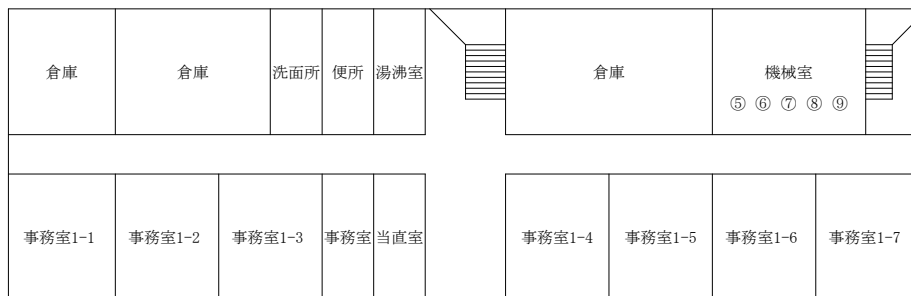 倉庫 倉庫 洗面所 便所 湯沸室 倉庫 機械室
⑤ ⑥ ⑦ ⑧ ⑨
事務室1-1 事務室1-2 事務室1-3 事務室 当直室 事務室1-4 事務室1-5 事務室1-6 事務室1-7